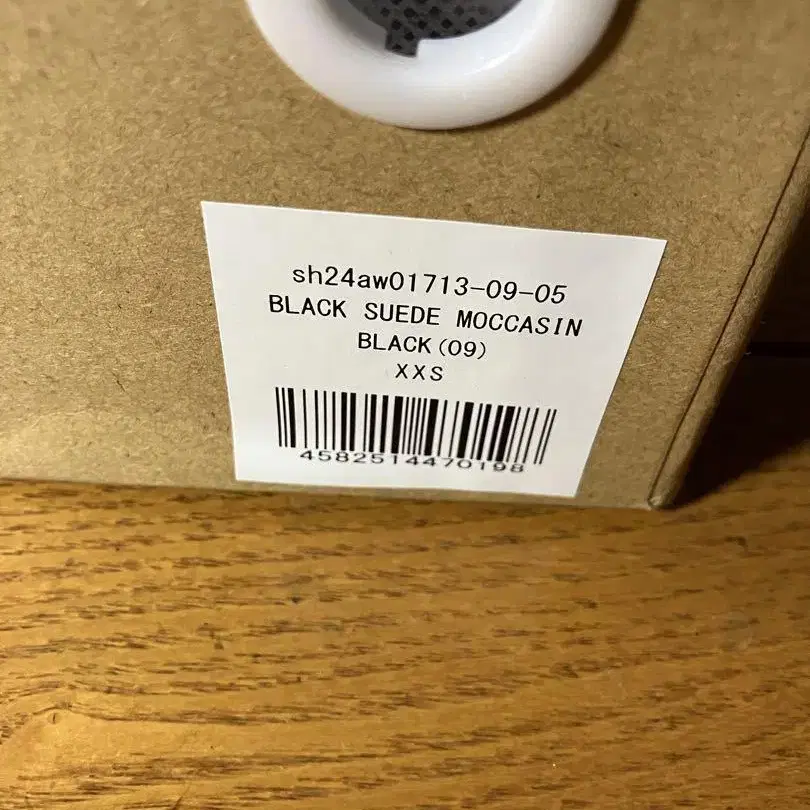 sh24aw01713-09-05
BLACK SUEDE MOCCASIN
BLACK(09)
XXS
4582514470198